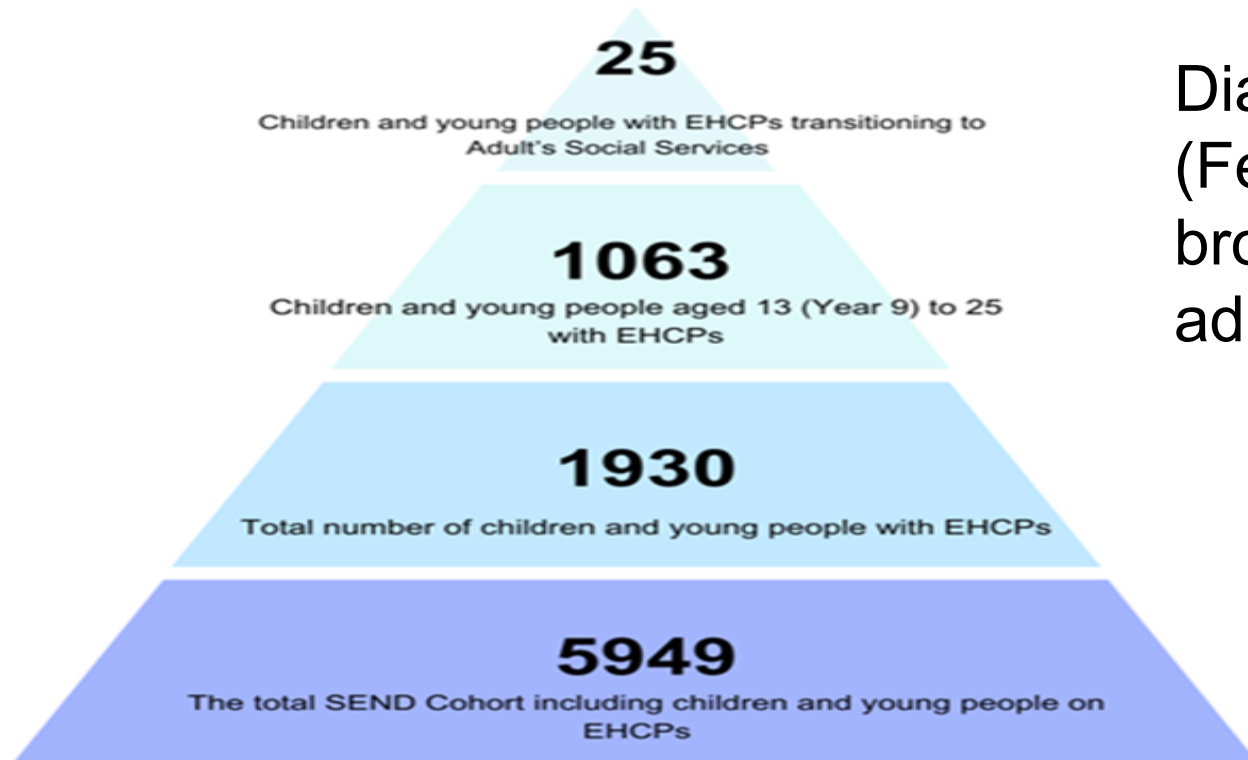 25
Children and young people with EHCPs transitioning to
Adult's Social Services
1063
Children and young people aged 13 (Year 9) to 25
with EHCPs
1930
Total number of children and young people with EHCPs
5949
The total SEND Cohort including children and young people on
EHCPs